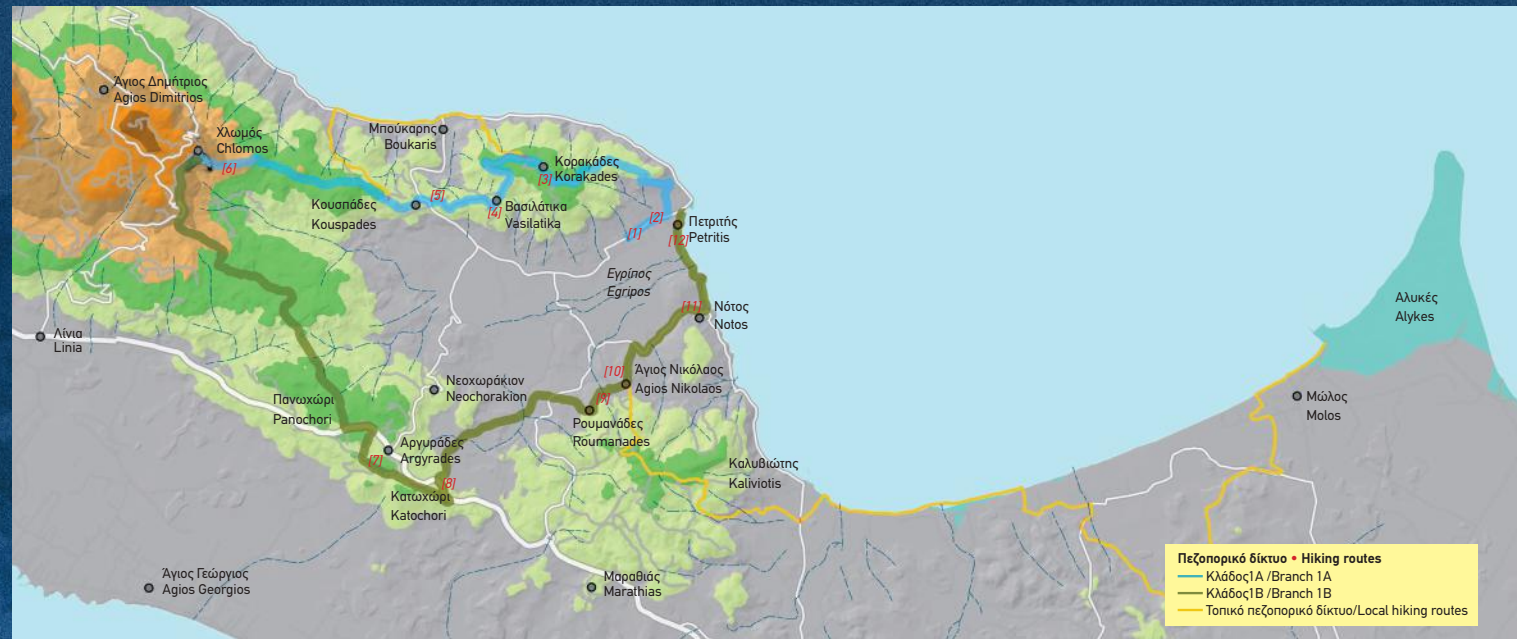 Άγιος Δημήτριος
Agios Dimitrios
Χλωμός
Chlomos
[6]
Μπούκαρης
Boukaris
Κορακάδες
Korakades
[3]
Κουσπάδες
Kouspades
[5]
[4]
Βασιλάτικα
Vasilatika
[2]
[1]
Πετριτής
Petritis
[12]
Εγρίπος
Egripos
[11]
Νότος
Notos
Αλυκές
Alykes
Λίνια
Linia
[10]
Άγιος Νικόλαος
Agios Nikolaos
Νεοχωράκιον
Neochorakion
Πανωχώρι
Panochori
[9]
Ρουμανάδες
Roumanades
Μώλος
Molos
Αργυράδες
Argyrades
[7]
[8]
Κατωχώρι
Katochori
Καλυβιώτης
Kaliviotis
Άγιος Γεώργιος
Agios Georgios
Μαραθιάς
Marathias
Πεζοπορικό δίκτυο • Hiking routes
Κλάδος1Α /Branch 1A
Κλάδος1Β /Branch 1B
Τοπικό πεζοπορικό δίκτυο/Local hiking routes